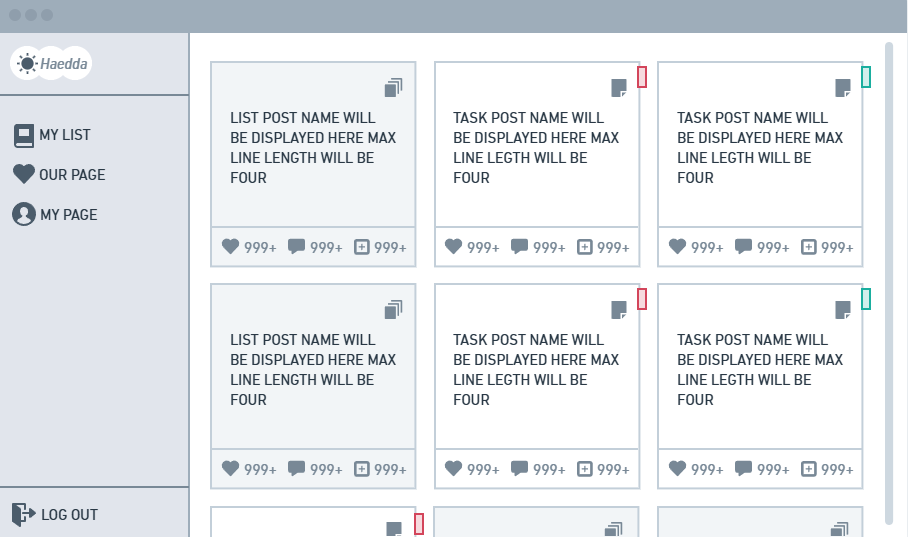 Haedda
MY LIST
OUR PAGE
MY PAGE
LOG OUT
LIST POST NAME WILL
BE DISPLAYED HERE MAX
LINE LENGTH WILL BE
FOUR
999+ 999+ 999+
TASK POST NAME WILL
BE DISPLAYED HERE MAX
LINE LEGTH WILL BE
FOUR
999+ 999+ 999+
TASK POST NAME WILL
BE DISPLAYED HERE MAX
LINE LEGTH WILL BE
FOUR
999+ 999+ 999+
LIST POST NAME WILL
BE DISPLAYED HERE MAX
LINE LENGTH WILL BE
FOUR
999+ 999+ 999+
TASK POST NAME WILL
BE DISPLAYED HERE MAX
LINE LEGTH WILL BE
FOUR
999+ 999+ 999+
TASK POST NAME WILL
BE DISPLAYED HERE MAX
LINE LEGTH WILL BE
FOUR
999+ 999+ 999+